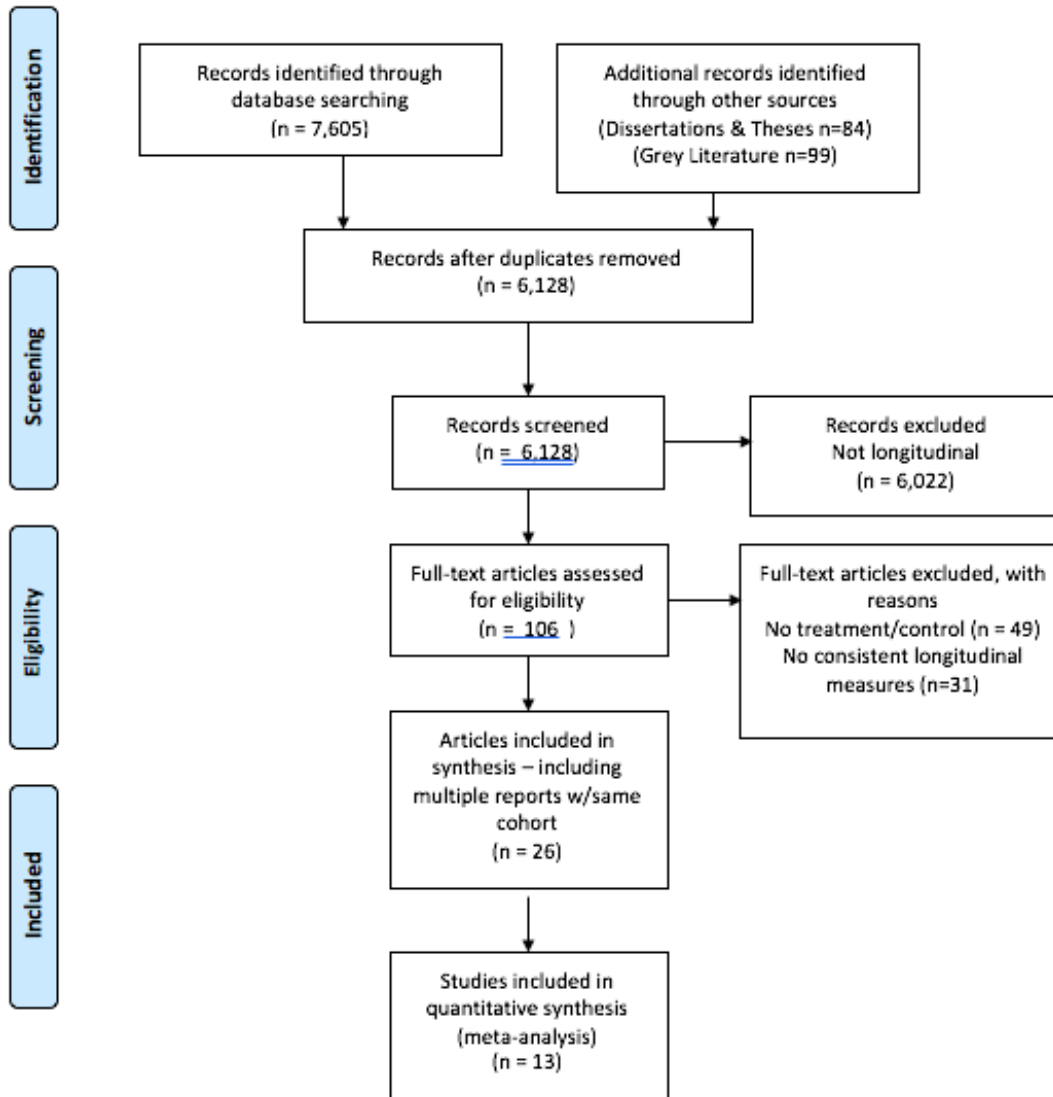 Identification
Records identified through
database searching
(n = 7,605)
Additional records identified
through other sources
(Dissertations & Theses n=84)
(Grey Literature n=99)
Records after duplicates removed
(n = 6,128)
Screening
Records screened
(n = 6,128)
Records excluded
Not longitudinal
(n = 6,022)
Eligibility
Full-text articles assessed
for eligibility
(n = 106 )
Full-text articles excluded, with
reasons
No treatment/control (n = 49)
No consistent longitudinal
measures (n=31)
Articles included in
synthesis – including
multiple reports w/same
cohort
(n = 26)
Included
Studies included in
quantitative synthesis
(meta-analysis)
(n = 13)